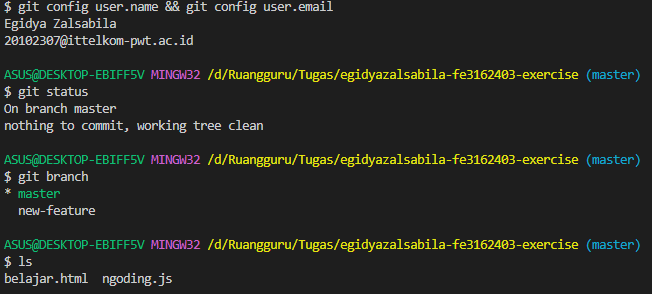 $ git config user.name && git config user.email
Egidya Zalsabila
20102307@ittelkom-pwt.ac.id
ASUS@DESKTOP-EBIFF5V MINGW32 /d/Ruangguru/Tugas/egidyazalsabila-fe3162403-exercise (master)
$ git status
On branch master
nothing to commit, working tree clean
ASUS@DESKTOP-EBIFF5V MINGW32 /d/Ruangguru/Tugas/egidyazalsabila-fe3162403-exercise (master)
$ git branch
* master
  new-feature
ASUS@DESKTOP-EBIFF5V MINGW32 /d/Ruangguru/Tugas/egidyazalsabila-fe3162403-exercise (master)
$ ls
belajar.html  ngoding.js